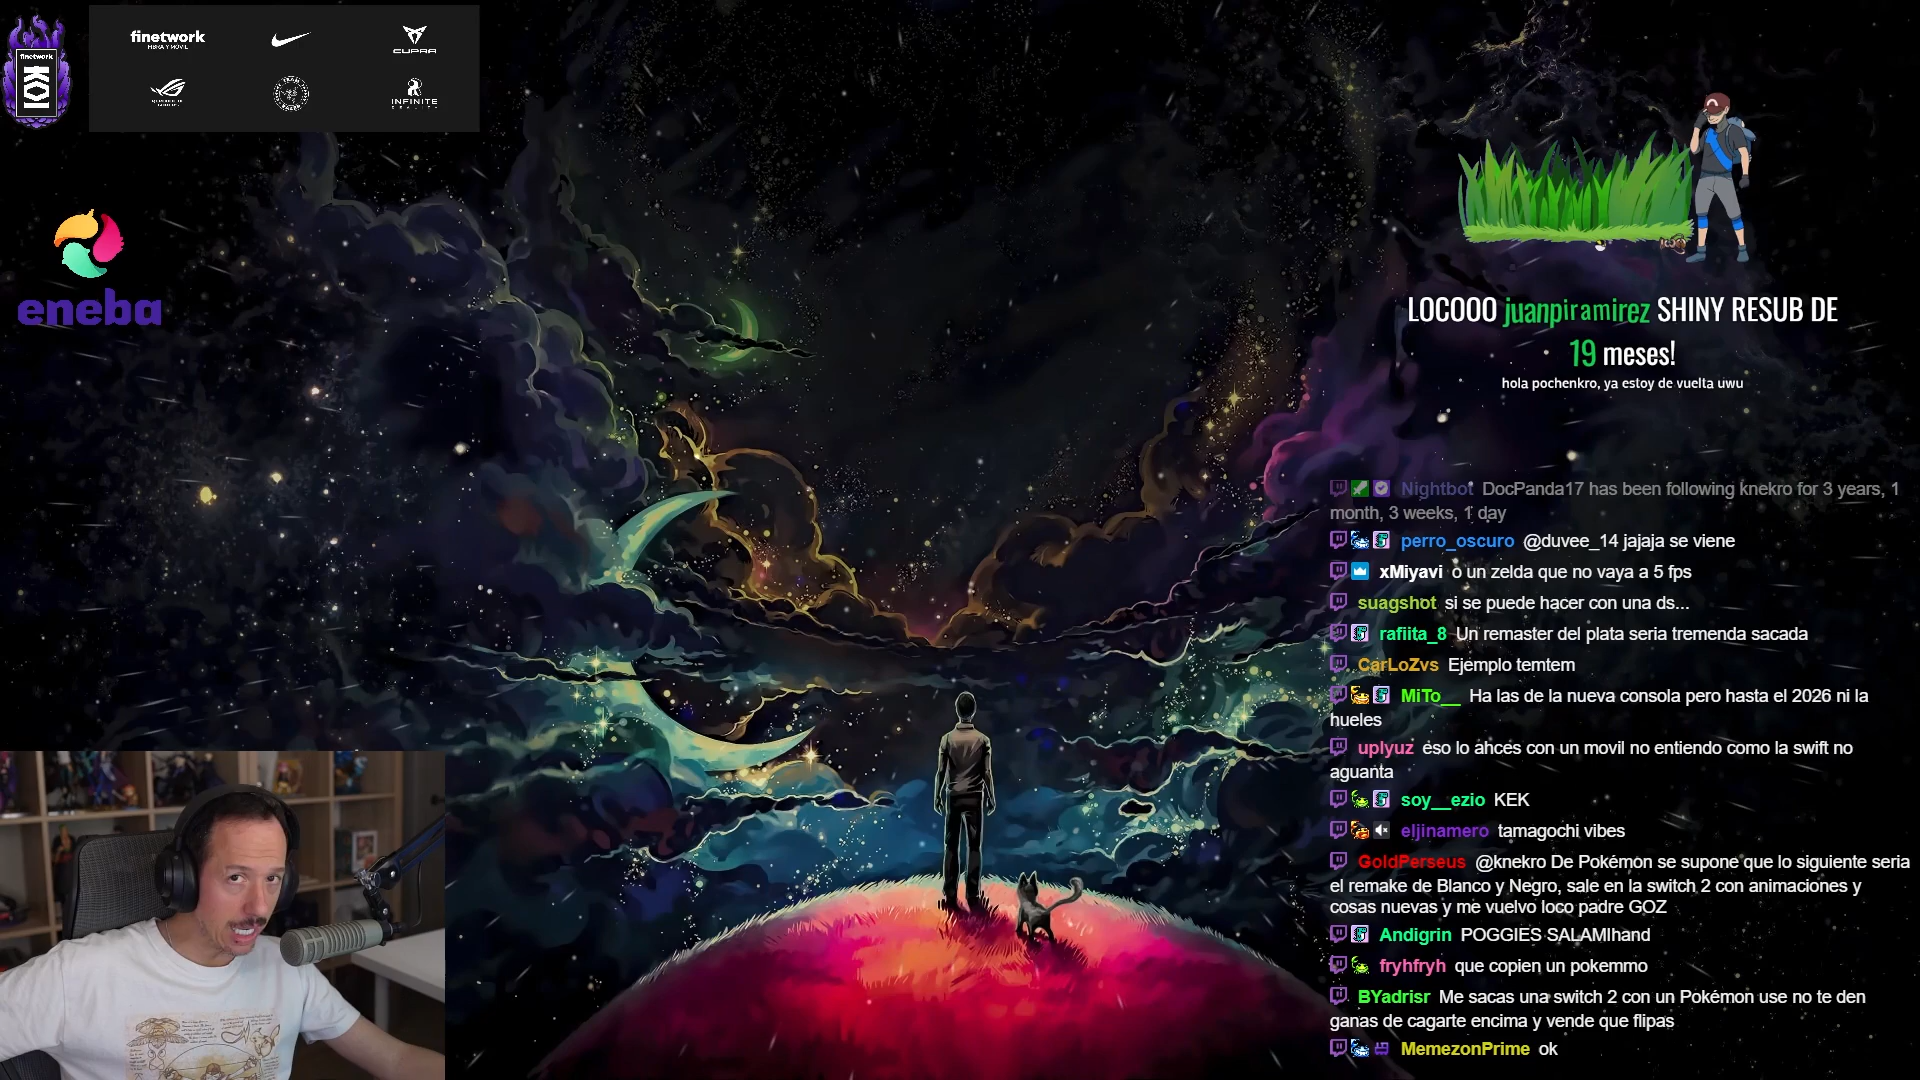 finetwork
KOI
finetwork
FIBRA Y MÓVIL
CUPRA
INFINITE
REALITY
eneba
LOCOOO juanpiramirez SHINY RESUB DE
19 meses!
hola pochenkro, ya estoy de vuelta uwu
Nightbot DocPanda17 has been following knekro for 3 years, 1
month, 3 weeks, 1 day
perro_oscuro @duvee_14 jajaja se viene
xMiyavi o un zelda que no vaya a 5 fps
suagshot si se puede hacer con una ds...
rafiita_8 Un remaster del plata seria tremenda sacada
CarLoZvs Ejemplo temtem
MiTo__ Ha las de la nueva consola pero hasta el 2026 ni la
hueles
uplyuz eso lo ahces con un movil no entiendo como la swift no
aguanta
soy__ezio KEK
eljinamero tamagochi vibes
GoldPerseus @knekro De Pokémon se supone que lo siguiente seria
el remake de Blanco y Negro, sale en la switch 2 con animaciones y
cosas nuevas y me vuelvo loco padre GOZ
Andigrin POGGIES SALAMIhand
fryhfryh que copien un pokemmo
BYadrisr Me sacas una switch 2 con un Pokémon use no te den
ganas de cagarte encima y vende que flipas
MemezonPrime ok